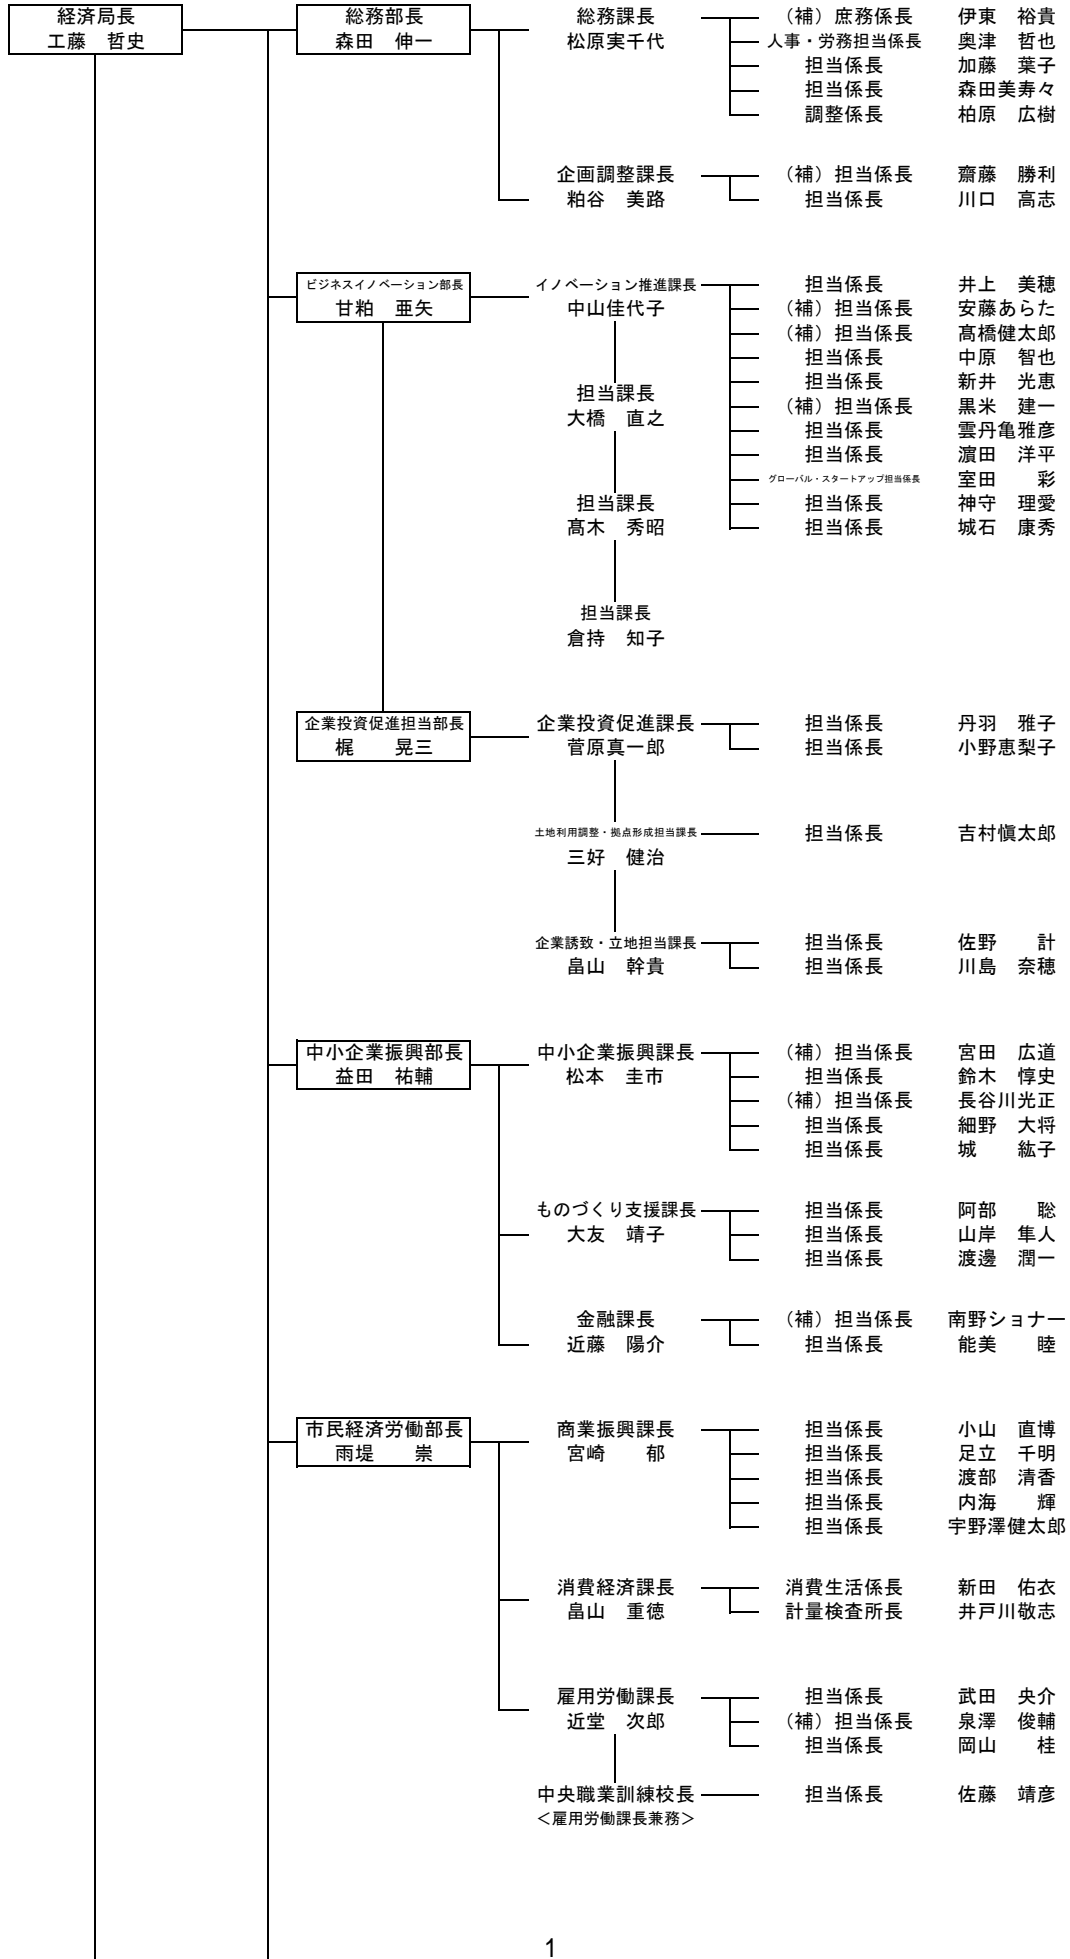 経済局長 総務部長 総務課長 （補）庶務係長 伊東　裕貴
工藤　哲史 森田　伸一 松原実千代 人事・労務担当係長 奥津　哲也
担当係長 加藤　葉子
担当係長 森田美寿々
調整係長 柏原　広樹
企画調整課長 （補）担当係長 齋藤　勝利
粕谷　美路 担当係長 川口　高志
ビジネスイノベーション部長 イノベーション推進課長 担当係長 井上　美穂
甘粕　亜矢 中山佳代子 （補）担当係長 安藤あらた
（補）担当係長 髙橋健太郎
担当係長 中原　智也
担当係長 新井　光恵
担当課長
（補）担当係長 黒米　建一
大橋　直之
担当係長 雲丹亀雅彦
担当係長 濵田　洋平
グローバル・スタートアップ担当係長 室田　　彩
担当課長 担当係長 神守　理愛
髙木　秀昭 担当係長 城石　康秀
担当課長
倉持　知子
企業投資促進担当部長 企業投資促進課長 担当係長 丹羽　雅子
梶　　晃三 菅原真一郎 担当係長 小野恵梨子
土地利用調整・拠点形成担当課長 担当係長 吉村愼太郎
三好　健治
企業誘致・立地担当課長 担当係長 佐野　　計
畠山　幹貴 担当係長 川島　奈穂
中小企業振興部長 中小企業振興課長 （補）担当係長 宮田　広道
益田　祐輔 松本　圭市 担当係長 鈴木　惇史
（補）担当係長 長谷川光正
担当係長 細野　大将
担当係長 城　　紘子
ものづくり支援課長 担当係長 阿部　　聡
大友　靖子 担当係長 山岸　隼人
担当係長 渡邊　潤一
金融課長 （補）担当係長 南野ショナー
近藤　陽介 担当係長 能美　　睦
市民経済労働部長 商業振興課長 担当係長 小山　直博
雨堤　　崇 宮崎　　郁 担当係長 足立　千明
担当係長 渡部　清香
担当係長 内海　　輝
担当係長 宇野澤健太郎
消費経済課長 消費生活係長 新田　佑衣
畠山　重徳 計量検査所長 井戸川敬志
雇用労働課長 担当係長 武田　央介
近堂　次郎 （補）担当係長 泉澤　俊輔
担当係長 岡山　　桂
中央職業訓練校長 担当係長 佐藤　靖彦
＜雇用労働課長兼務＞
1